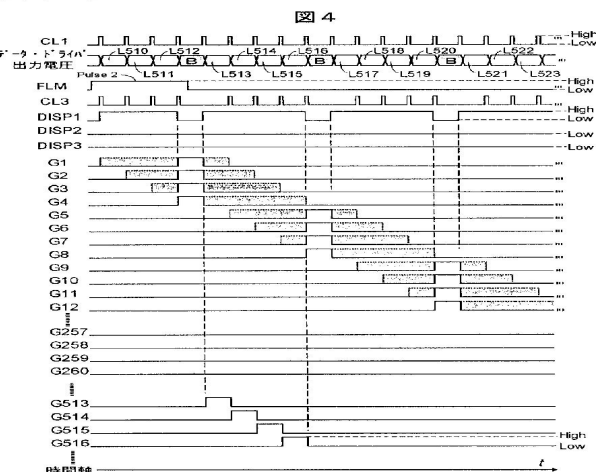 図4
CL1
High
Low
データ・ドライバ
出力電圧
L510 L512 L514 L516 L518 L520 L522
B B B
L511 L513 L515 L517 L519 L521 L523
Pulse 2
FLM
High
Low
CL3
DISP1
High
Low
DISP2
Low
DISP3
Low
G1
G2
G3
G4
G5
G6
G7
G8
G9
G10
G11
G12
G257
G258
G259
G260
G513
G514
G515
G516
High
Low
時間軸
t